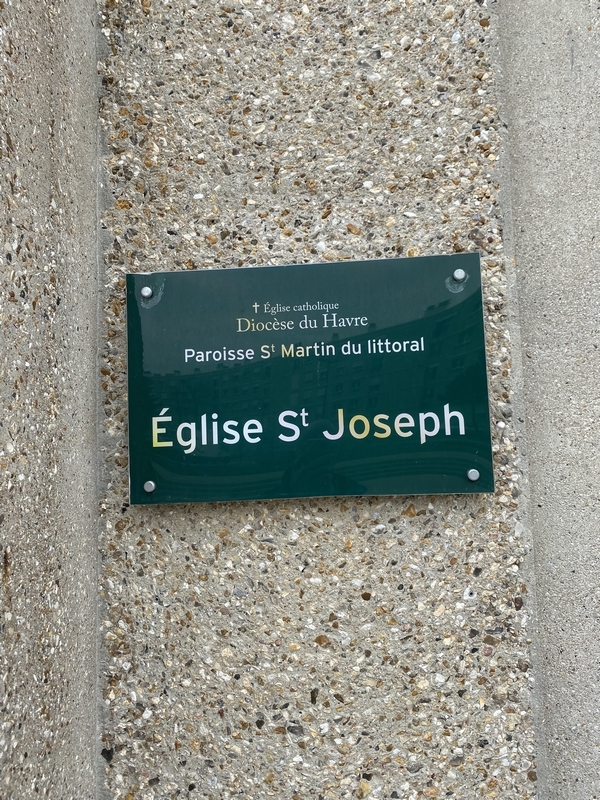 ✝ Église catholique
Diocèse du Havre
Paroisse St Martin du littoral
Église St Joseph